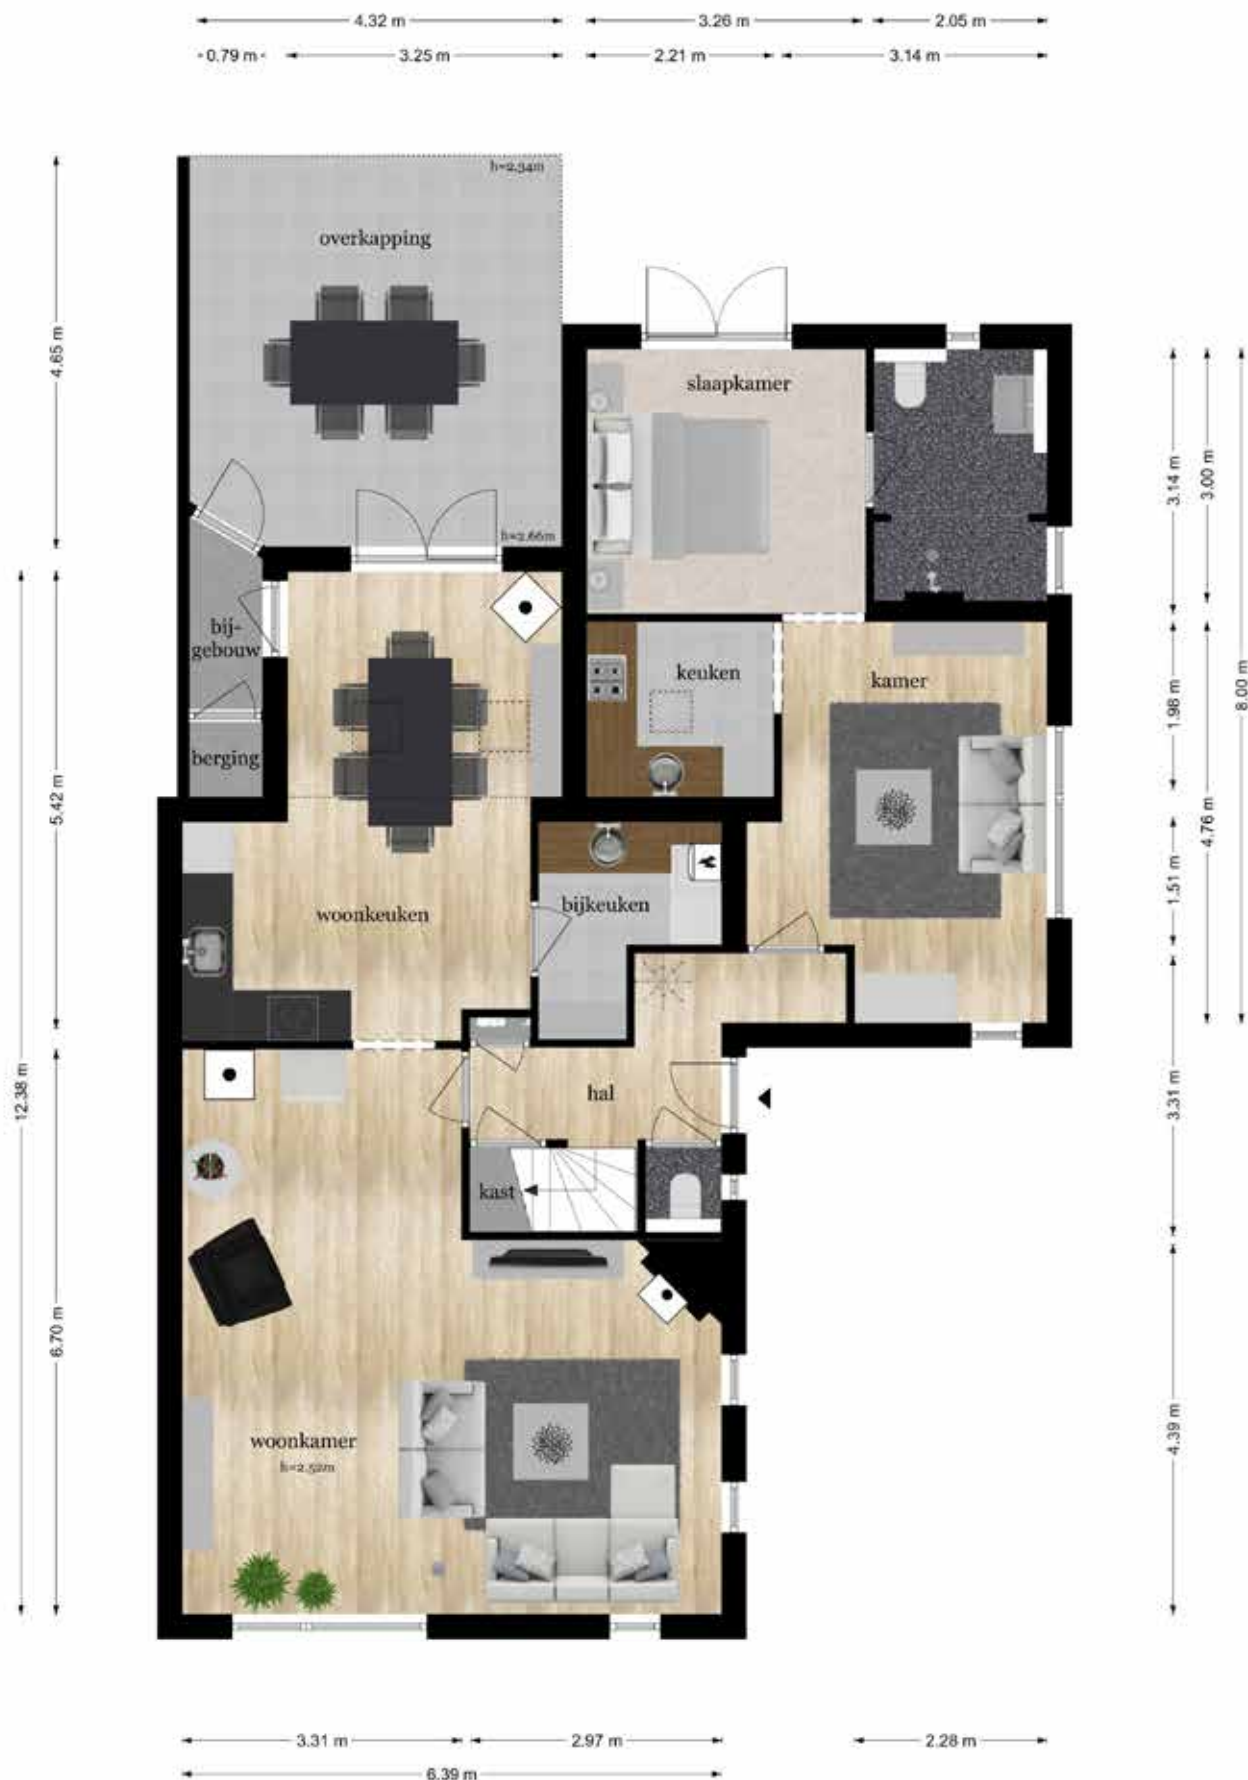 4.32 m
3.26 m
2.05 m
0.79 m
3.25 m
2.21 m
3.14 m
h=2.34m
overkapping
4.65 m
slaapkamer
3.14 m
3.00 m
h=2.66m
bij-
gebouw
keuken
kamer
1.98 m
8.00 m
berging
5.42 m
4.76 m
1.51 m
woonkeuken
bijkeuken
12.38 m
hal
3.31 m
kast
6.70 m
4.39 m
woonkamer
h=2.52m
3.31 m
2.97 m
2.28 m
6.39 m